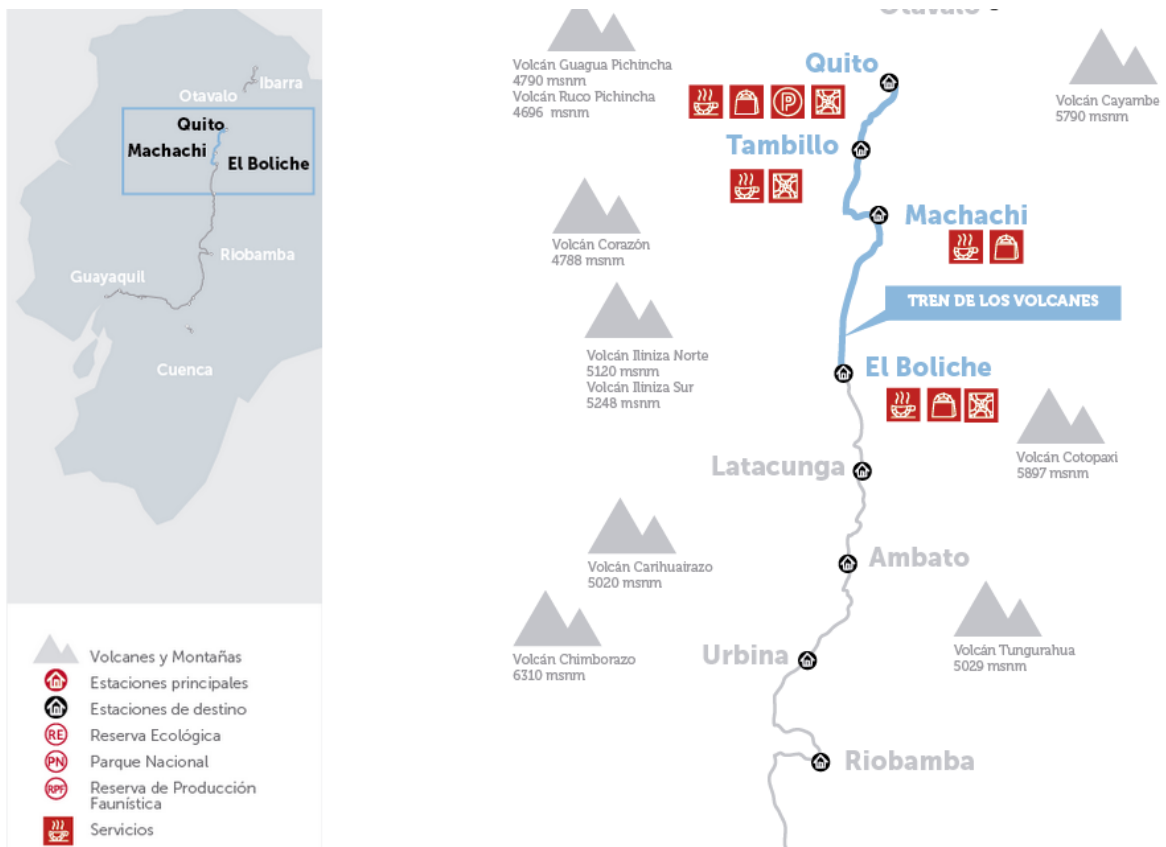 Ibarra
Otavalo
Quito
Machachi
El Boliche
Riobamba
Guayaquil
Cuenca
Volcanes y Montañas
Estaciones principales
Estaciones de destino
RE
Reserva Ecológica
PN
Parque Nacional
RPF
Reserva de Producción
Faunística
Servicios
Otavalo
Volcán Guagua Pichincha
4790 msnm
Volcán Ruco Pichincha
4696 msnm
Quito
P
Volcán Cayambe
5790 msnm
Tambillo
Machachi
Volcán Corazón
4788 msnm
TREN DE LOS VOLCANES
Volcán Iliniza Norte
5120 msnm
Volcán Iliniza Sur
5248 msnm
El Boliche
Volcán Cotopaxi
5897 msnm
Latacunga
Volcán Carihuairazo
5020 msnm
Ambato
Volcán Chimborazo
6310 msnm
Urbina
Volcán Tungurahua
5029 msnm
Riobamba